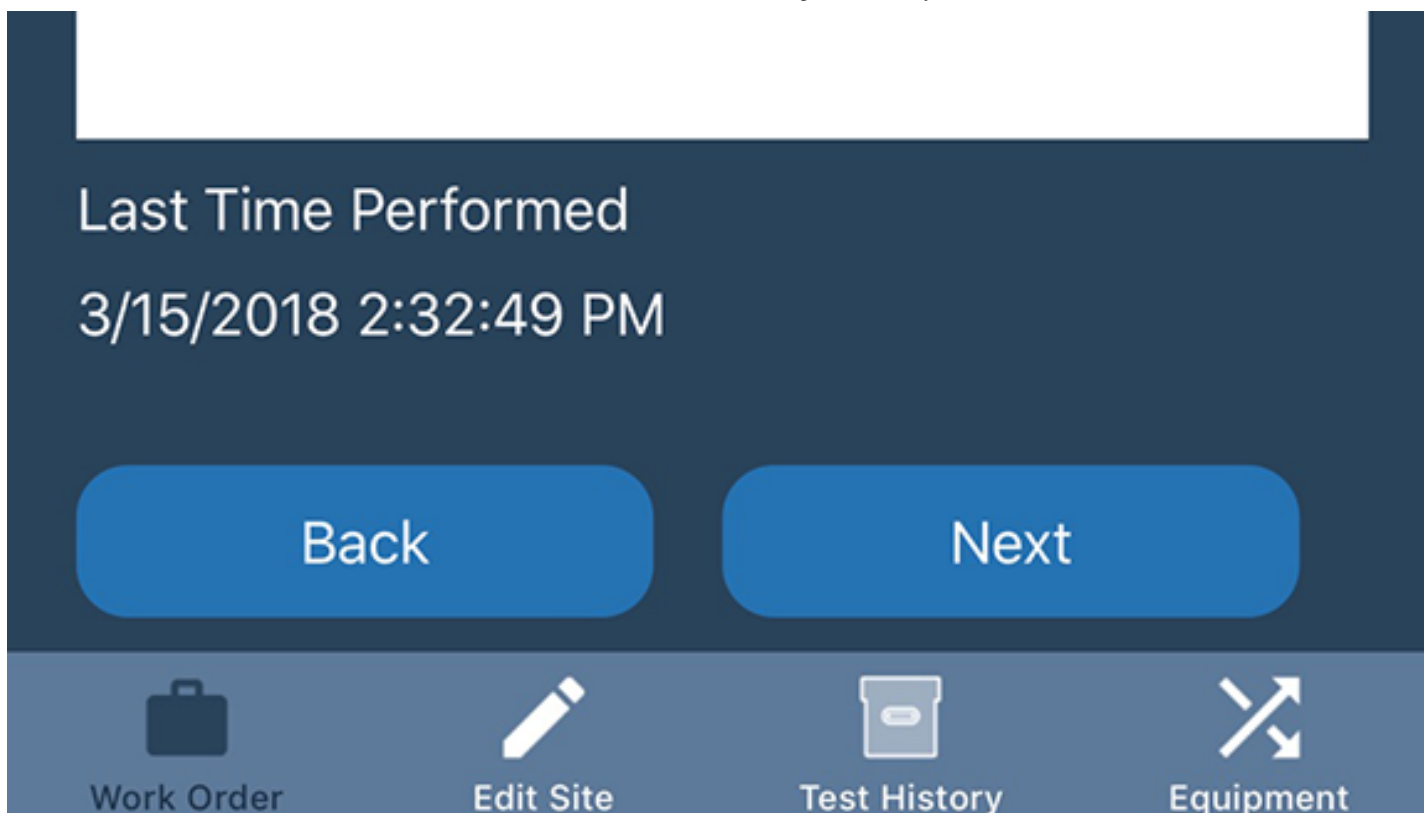 Last Time Performed
3/15/2018 2:32:49 PM
Back Next
Work Order Edit Site Test History Equipment